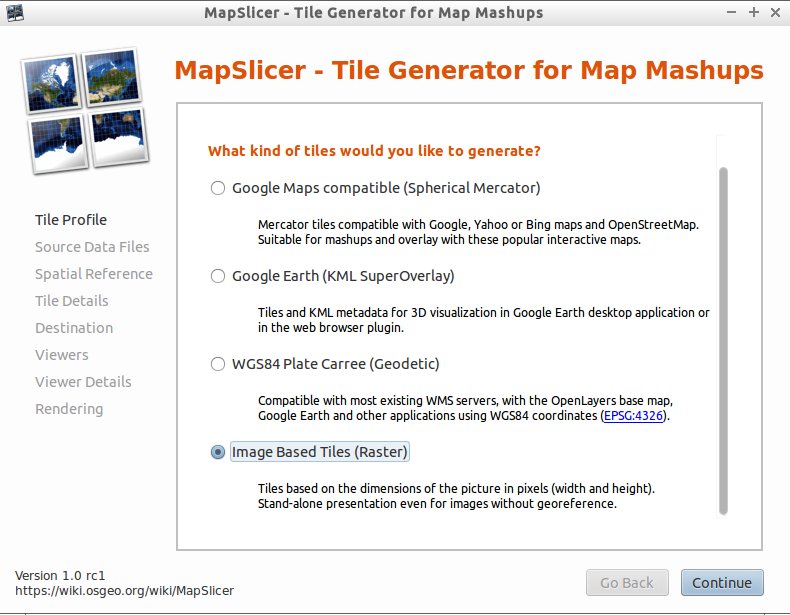 MapSlicer - Tile Generator for Map Mashups
MapSlicer - Tile Generator for Map Mashups
Tile Profile
Source Data Files
Spatial Reference
Tile Details
Destination
Viewers
Viewer Details
Rendering
What kind of tiles would you like to generate?
Google Maps compatible (Spherical Mercator)
Mercator tiles compatible with Google, Yahoo or Bing maps and OpenStreetMap.
Suitable for mashups and overlay with these popular interactive maps.
Google Earth (KML SuperOverlay)
Tiles and KML metadata for 3D visualization in Google Earth desktop application or
in the web browser plugin.
WGS84 Plate Carree (Geodetic)
Compatible with most existing WMS servers, with the OpenLayers base map,
Google Earth and other applications using WGS84 coordinates (EPSG:4326).
Image Based Tiles (Raster)
Tiles based on the dimensions of the picture in pixels (width and height).
Stand-alone presentation even for images without georeference.
Version 1.0 rc1
https://wiki.osgeo.org/wiki/MapSlicer
Go Back
Continue